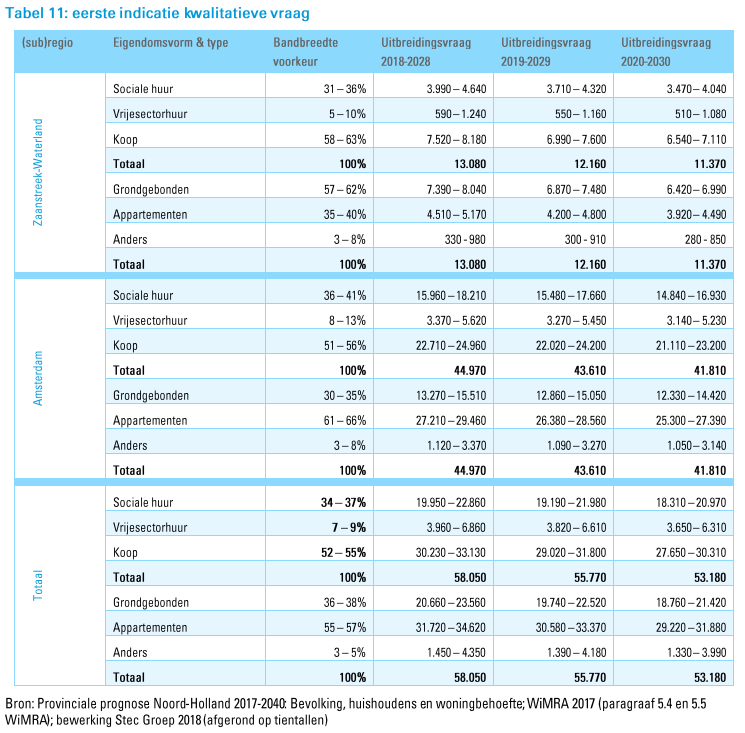 Tabel 11: eerste indicatie kwalitatieve vraag
(sub)regio Eigendomsvorm & type Bandbreedte voorkeur Uitbreidingsvraag 2018-2028 Uitbreidingsvraag 2019-2029 Uitbreidingsvraag 2020-2030
Zaanstreek-Waterland
Sociale huur 31 – 36% 3.990 – 4.640 3.710 – 4.320 3.470 – 4.040
Vrijesectorhuur 5 – 10% 590 – 1.240 550 – 1.160 510 – 1.080
Koop 58 – 63% 7.520 – 8.180 6.990 – 7.600 6.540 – 7.110
Totaal 100% 13.080 12.160 11.370
Grondgebonden 57 – 62% 7.390 – 8.040 6.870 – 7.480 6.420 – 6.990
Appartementen 35 – 40% 4.510 – 5.170 4.200 – 4.800 3.920 – 4.490
Anders 3 – 8% 330 - 980 300 - 910 280 - 850
Totaal 100% 13.080 12.160 11.370
Amsterdam
Sociale huur 36 – 41% 15.960 – 18.210 15.480 – 17.660 14.840 – 16.930
Vrijesectorhuur 8 – 13% 3.370 – 5.620 3.270 – 5.450 3.140 – 5.230
Koop 51 – 56% 22.710 – 24.960 22.020 – 24.200 21.110 – 23.200
Totaal 100% 44.970 43.610 41.810
Grondgebonden 30 – 35% 13.270 – 15.510 12.860 – 15.050 12.330 – 14.420
Appartementen 61 – 66% 27.210 – 29.460 26.380 – 28.560 25.300 – 27.390
Anders 3 – 8% 1.120 – 3.370 1.090 – 3.270 1.050 – 3.140
Totaal 100% 44.970 43.610 41.810
Totaal
Sociale huur 34 – 37% 19.950 – 22.860 19.190 – 21.980 18.310 – 20.970
Vrijesectorhuur 7 – 9% 3.960 – 6.860 3.820 – 6.610 3.650 – 6.310
Koop 52 – 55% 30.230 – 33.130 29.020 – 31.800 27.650 – 30.310
Totaal 100% 58.050 55.770 53.180
Grondgebonden 36 – 38% 20.660 – 23.560 19.740 – 22.520 18.760 – 21.420
Appartementen 55 – 57% 31.720 – 34.620 30.580 – 33.370 29.220 – 31.880
Anders 3 – 5% 1.450 – 4.350 1.390 – 4.180 1.330 – 3.990
Totaal 100% 58.050 55.770 53.180
Bron: Provinciale prognose Noord-Holland 2017-2040: Bevolking, huishoudens en woningbehoefte; WiMRA 2017 (paragraaf 5.4 en 5.5
WiMRA); bewerking Stec Groep 2018 (afgerond op tientallen)